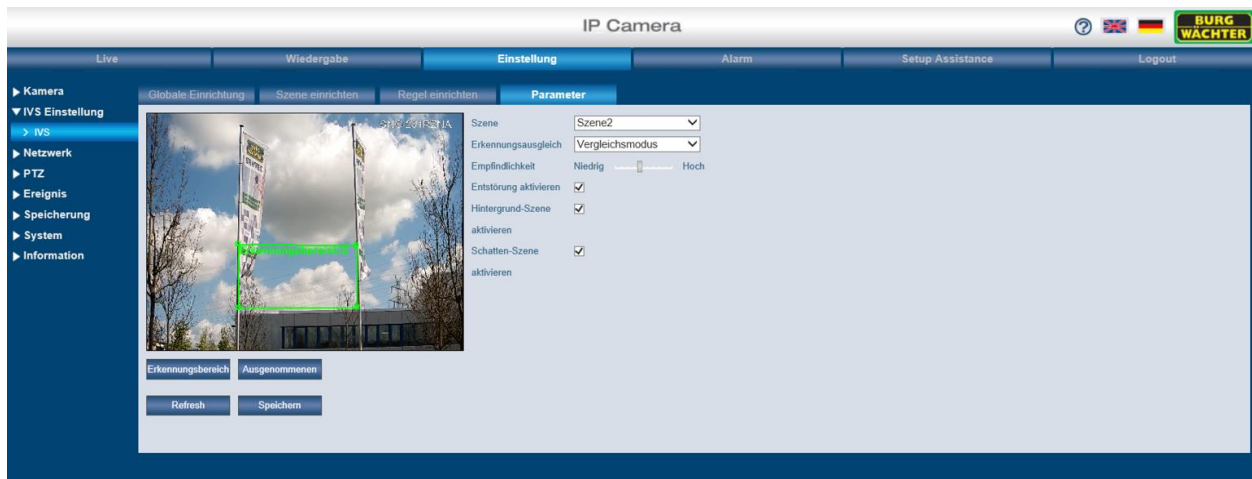 IP Camera
BURG
WÄCHTER
Live
Wiedergabe
Einstellung
Alarm
Setup Assistance
Logout
Kamera
IVS Einstellung
> IVS
Netzwerk
PTZ
Ereignis
Speicherung
System
Information
Globale Einrichtung
Szene einrichten
Regel einrichten
Parameter
Szene
Szene2
Erkennungsausgleich
Vergleichsmodus
Empfindlichkeit
Niedrig
Hoch
Entstörung aktivieren
Hintergrund-Szene
aktivieren
Schatten-Szene
aktivieren
Erkennungsbereich
Ausgenommenen
Refresh
Speichern